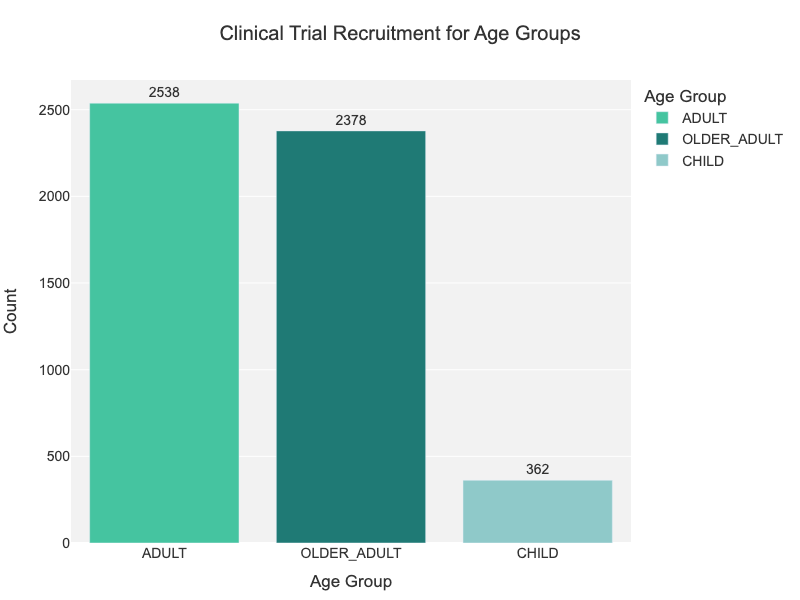 Clinical Trial Recruitment for Age Groups
Age Group
ADULT
OLDER_ADULT
CHILD
Count
2500
2000
1500
1000
500
0
2538
2378
362
ADULT
OLDER_ADULT
CHILD
Age Group